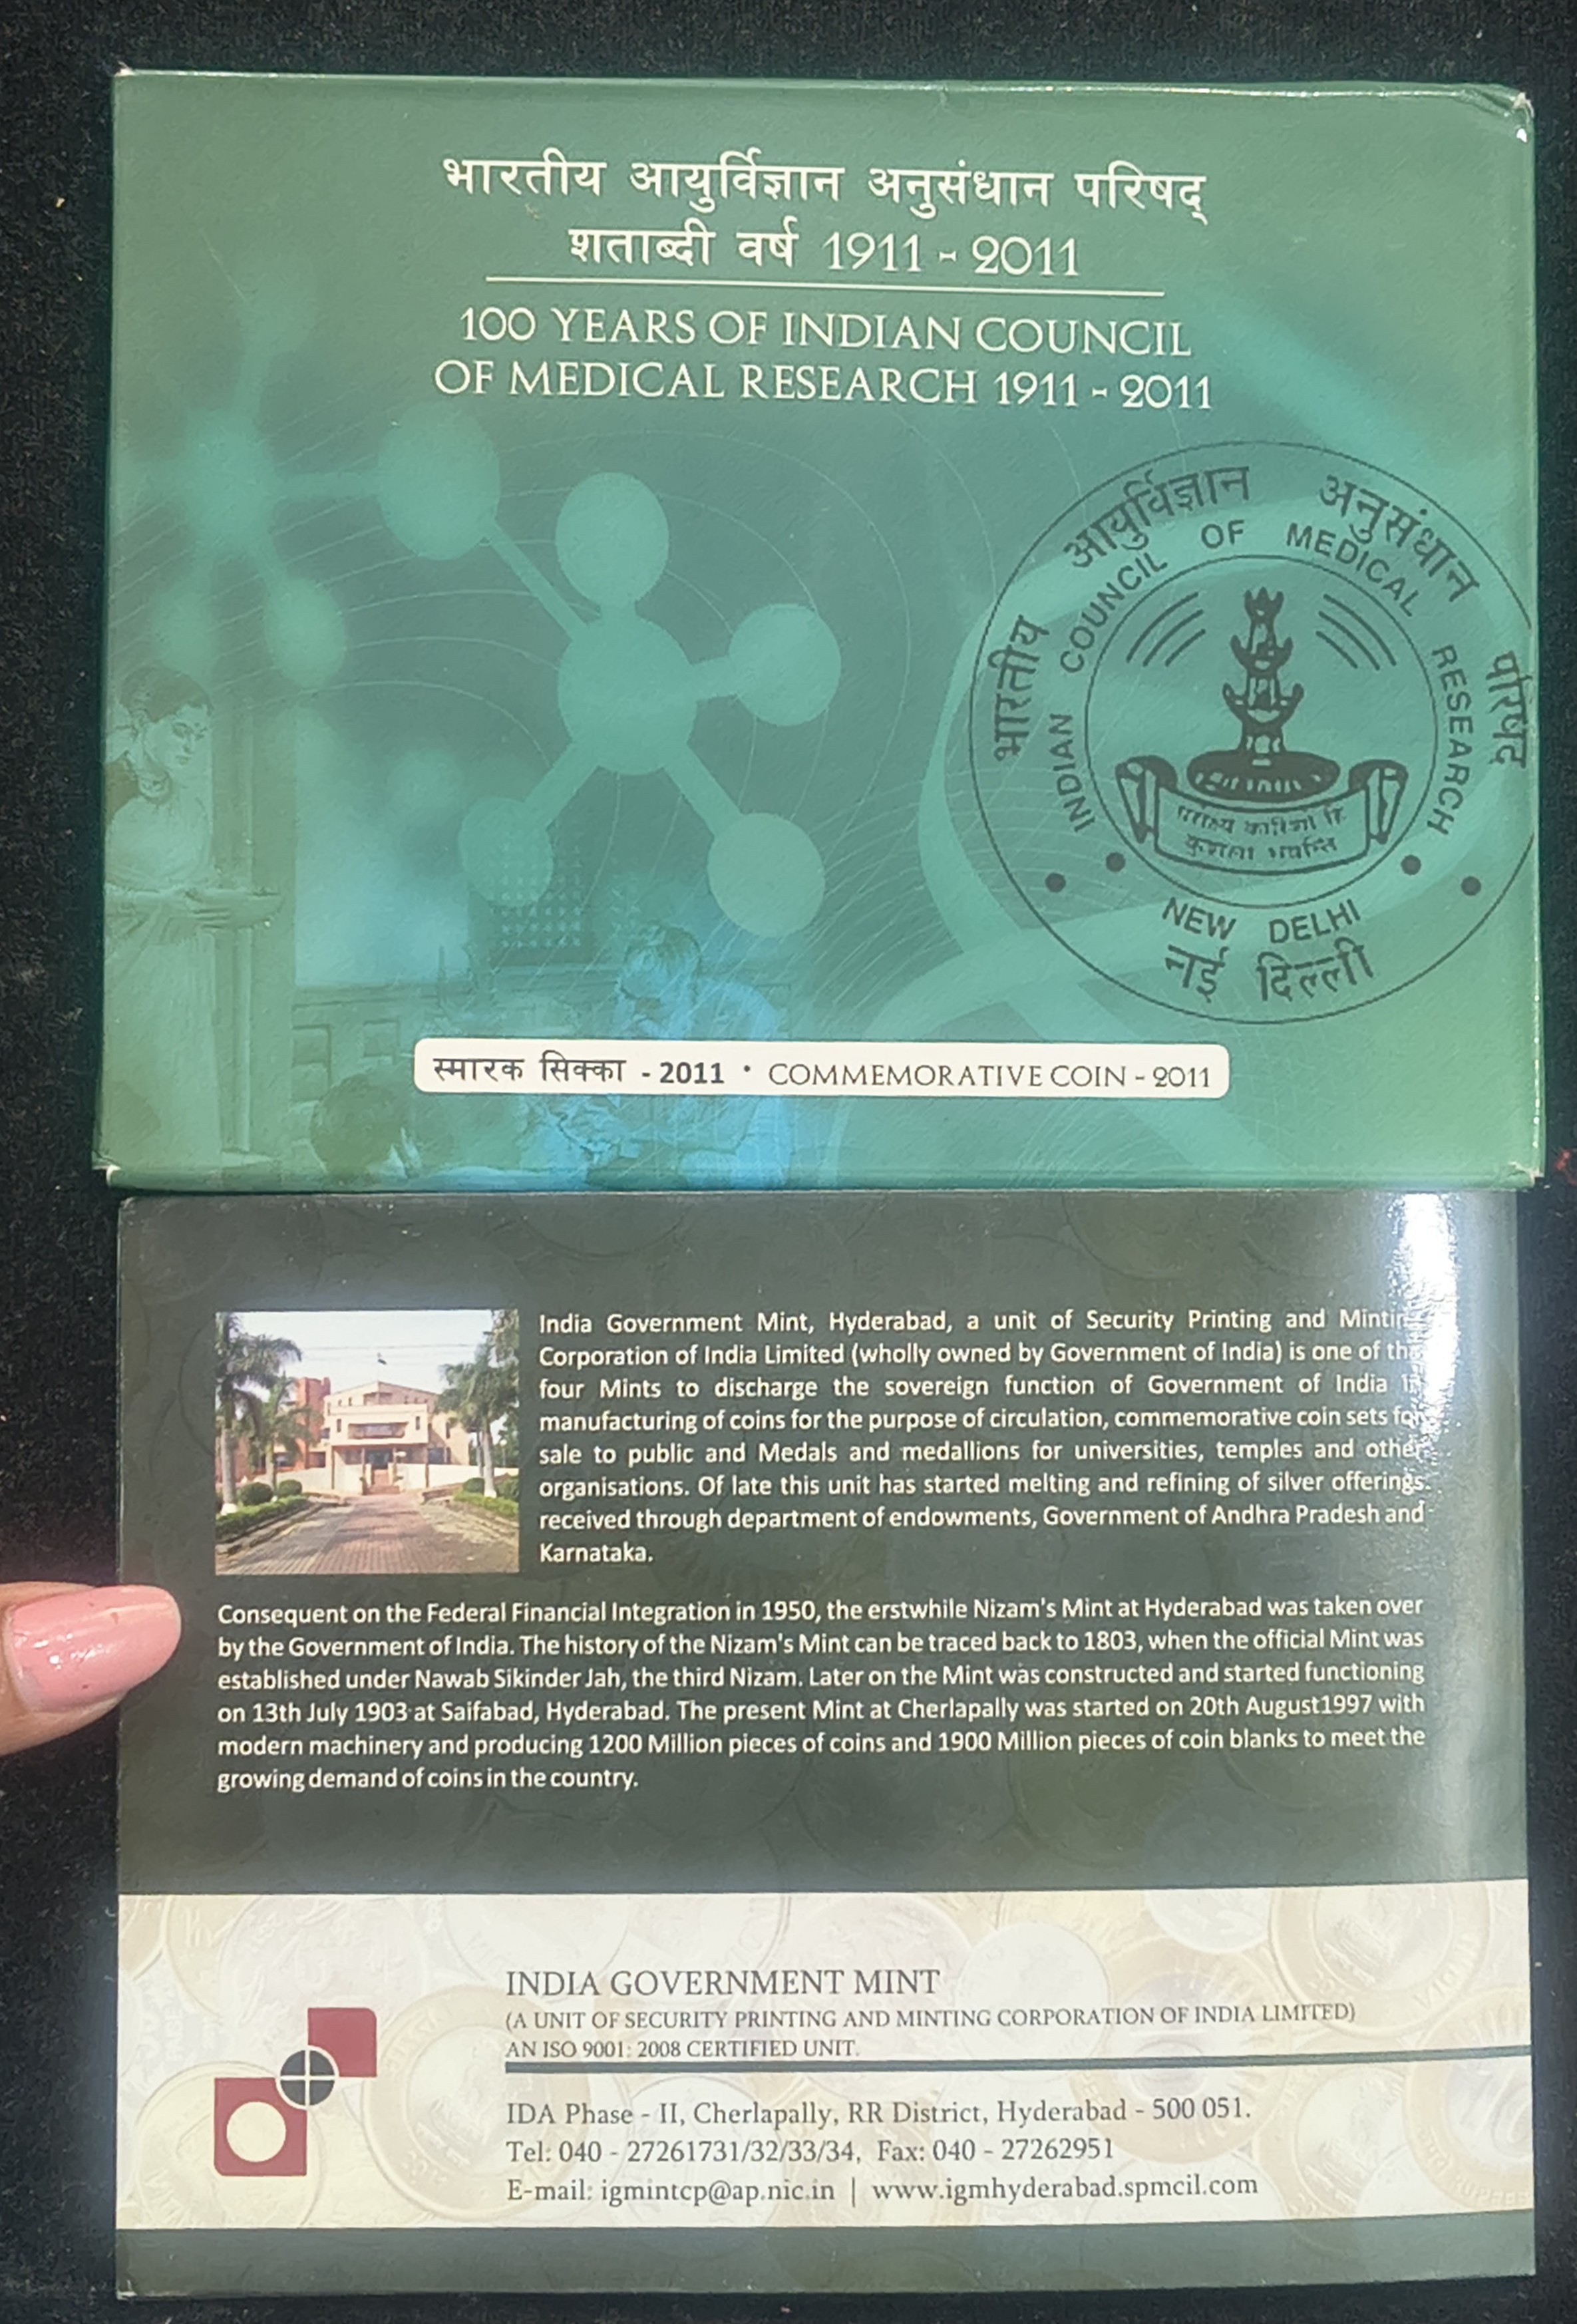 भारतीय आयुर्विज्ञान अनुसंधान परिषद्
शताब्दी वर्ष 1911 - 2011
100 YEARS OF INDIAN COUNCIL
OF MEDICAL RESEARCH 1911 - 2011
भारतीय आयुर्विज्ञान अनुसंधान परिषद
INDIAN COUNCIL OF MEDICAL RESEARCH
NEW DELHI
नई दिल्ली
स्मारक सिक्का - 2011 • COMMEMORATIVE COIN - 2011
India Government Mint, Hyderabad, a unit of Security Printing and
Corporation of India Limited (wholly owned by Government of India) is one of
four Mints to discharge the sovereign function of Government of India
manufacturing of coins for the purpose of circulation, commemorative coin sets for
sale to public and Medals and medallions for universities, temples and other
organisations. Of late this unit has started melting and refining of silver offerings
received through department of endowments, Government of Andhra Pradesh and
Karnataka.
Consequent on the Federal Financial Integration in 1950, the erstwhile Nizam's Mint at Hyderabad was taken over
by the Government of India. The history of the Nizam's Mint can be traced back to 1803, when the official Mint was
established under Nawab Sikinder Jah, the third Nizam. Later on the Mint was constructed and started functioning
on 13th July 1903 at Saifabad, Hyderabad. The present Mint at Cherlapally was started on 20th August1997 with
modern machinery and producing 1200 Million pieces of coins and 1900 Million pieces of coin blanks to meet the
growing demand of coins in the country.
INDIA GOVERNMENT MINT
(A UNIT OF SECURITY PRINTING AND MINTING CORPORATION OF INDIA LIMITED)
AN ISO 9001: 2008 CERTIFIED UNIT.
IDA Phase - II, Cherlapally, RR District, Hyderabad - 500 051.
Tel: 040 - 27261731/32/33/34, Fax: 040 - 27262951
E-mail: igmintcp@ap.nic.in | www.igmhyderabad.spmcil.com